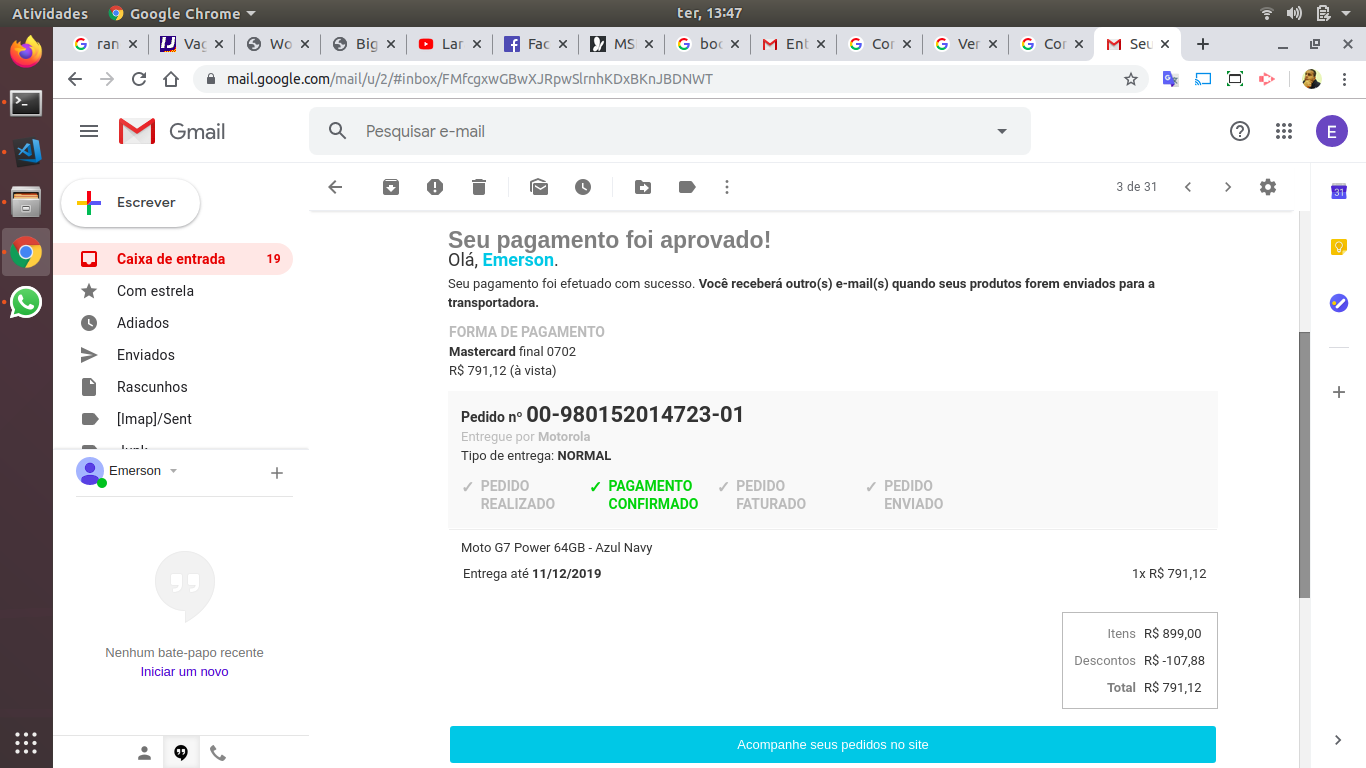 Atividades
Google Chrome
ter, 13:47
ran
Vag
Wo
Big
Lar
Fac
MS
boc
Ent
Cor
Ver
Cor
Seu
mail.google.com/mail/u/2/#inbox/FMfcgxwGBwXJRpwSlrnhKDxBKnJBDNWT
Gmail
Pesquisar e-mail
E
Escrever
3 de 31
31
Caixa de entrada 19
Com estrela
Adiados
Enviados
Rascunhos
[Imap]/Sent
Emerson
Nenhum bate-papo recente
Iniciar um novo
Seu pagamento foi aprovado!
Olá, Emerson.
Seu pagamento foi efetuado com sucesso. Você receberá outro(s) e-mail(s) quando seus produtos forem enviados para a
transportadora.
FORMA DE PAGAMENTO
Mastercard final 0702
R$ 791,12 (à vista)
Pedido nº 00-980152014723-01
Entregue por Motorola
Tipo de entrega: NORMAL
✓ PEDIDO
REALIZADO
✓ PAGAMENTO
CONFIRMADO
✓ PEDIDO
FATURADO
✓ PEDIDO
ENVIADO
Moto G7 Power 64GB - Azul Navy
Entrega até 11/12/2019
1x R$ 791,12
Itens R$ 899,00
Descontos R$ -107,88
Total R$ 791,12
Acompanhe seus pedidos no site